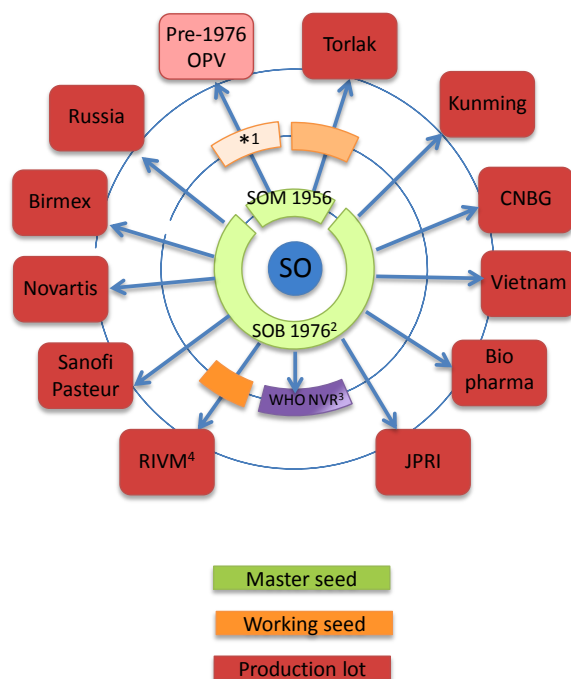 Pre-1976
OPV
Torlak
Kunming
Russia
*1
SOM 1956
Birmex
CNBG
SO
Novartis
Vietnam
SOB 1976²
Sanofi
Pasteur
Bio
pharma
WHO NVR³
RIVM⁴
JPRI
Master seed
Working seed
Production lot